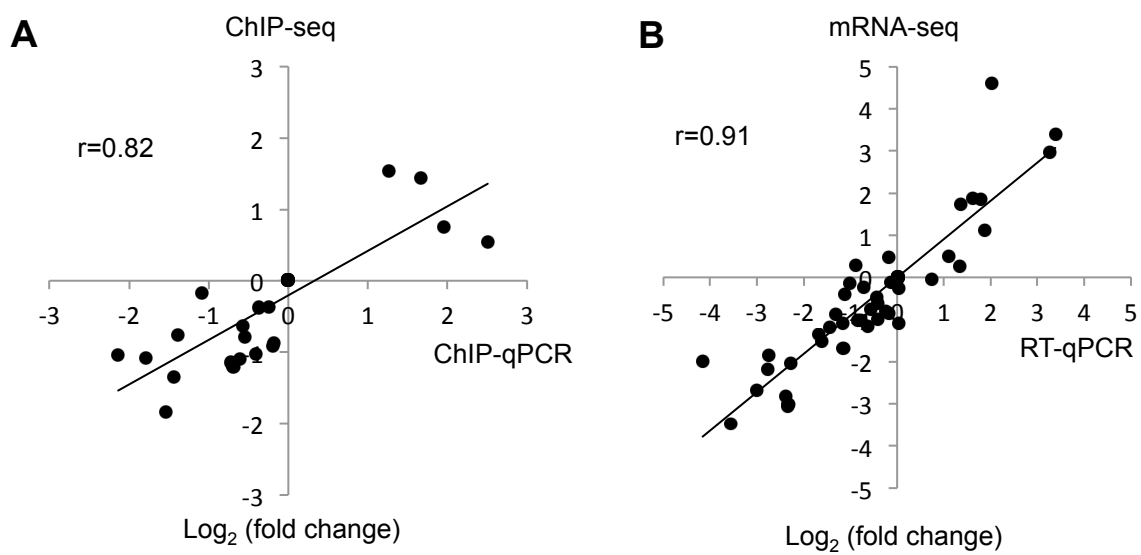 A
ChIP-seq
3
2
1
0
-1
-2
-3
-3 -2 -1 0 1 2 3
r=0.82
ChIP-qPCR
Log2 (fold change)
B
mRNA-seq
5
4
3
2
1
0
-1
-2
-3
-4
-5
-5 -4 -3 -2 -1 0 1 2 3 4 5
r=0.91
RT-qPCR
Log2 (fold change)